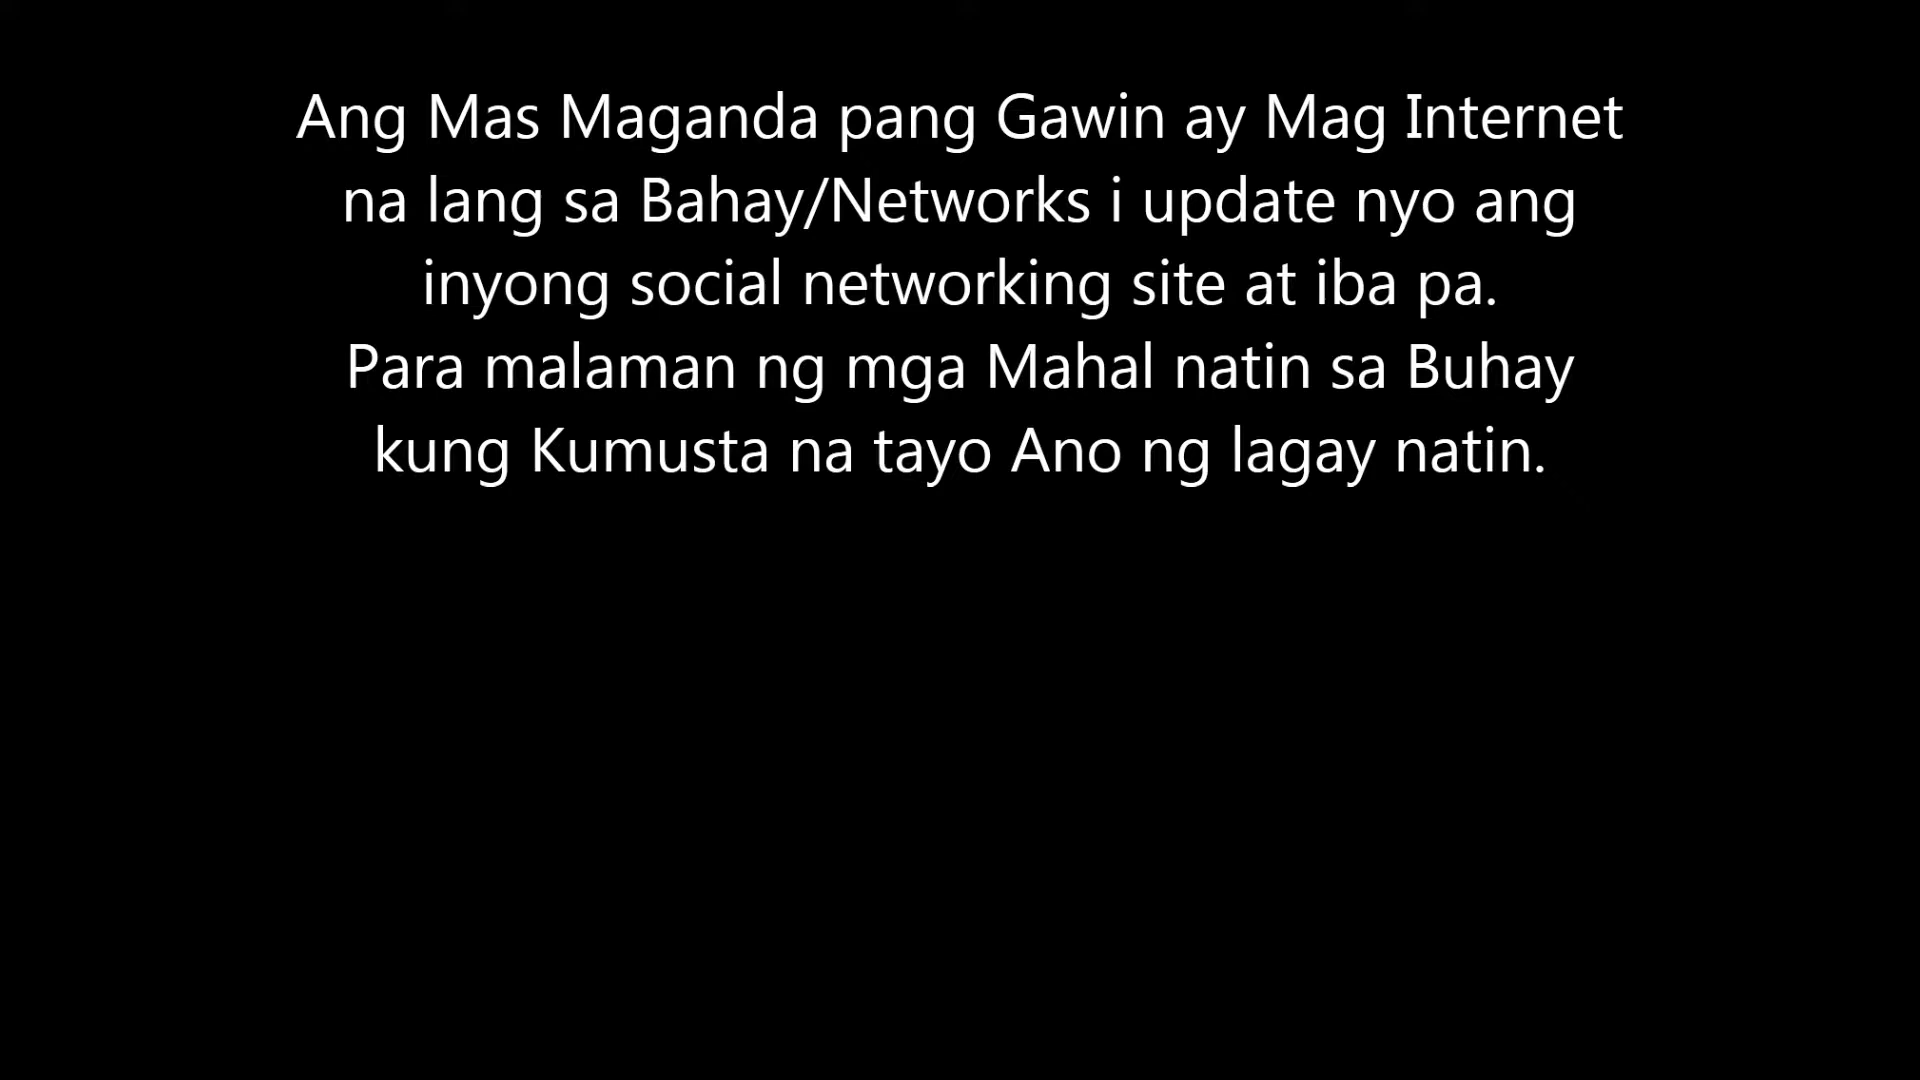 Ang Mas Maganda pang Gawin ay Mag Internet
na lang sa Bahay/Networks i update nyo ang
inyong social networking site at iba pa.
Para malaman ng mga Mahal natin sa Buhay
kung Kumusta na tayo Ano ng lagay natin.